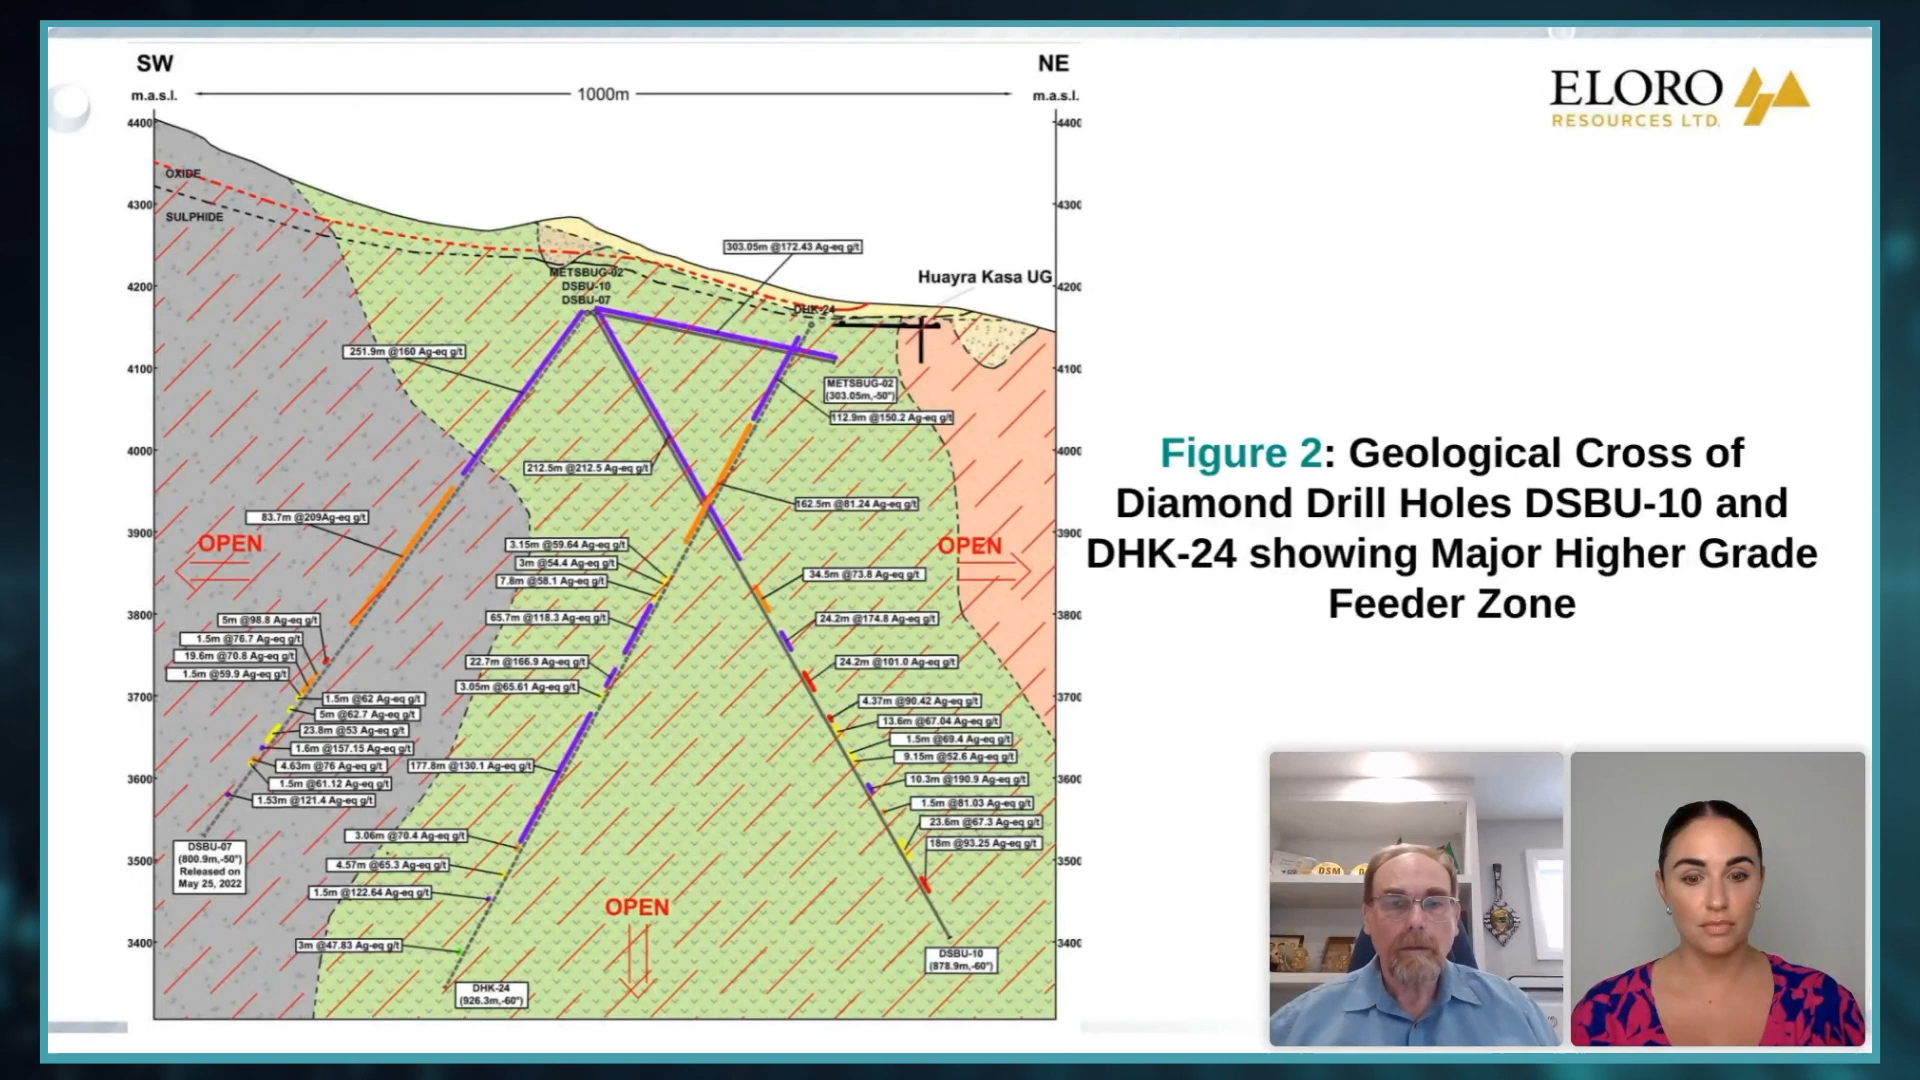 SW
NE
m.a.s.l.
1000m
m.a.s.l.
4400
4400
4300
4300
4200
4200
4100
4100
4000
4000
3900
3900
3800
3800
3700
3700
3600
3600
3500
3500
3400
3400
OXIDE
SULPHIDE
303.05m @172.43 Ag-eq g/t
METSBUG-02
DSBU-10
DSBU-07
Huayra Kasa UG
DHK-24
251.9m @160 Ag-eq g/t
METSBUG-02
(303.05m,-50°)
112.9m @150.2 Ag-eq g/t
212.5m @212.5 Ag-eq g/t
162.5m @81.24 Ag-eq g/t
83.7m @209Ag-eq g/t
OPEN
OPEN
3.15m @59.64 Ag-eq g/t
3m @54.4 Ag-eq g/t
7.8m @58.1 Ag-eq g/t
34.5m @73.8 Ag-eq g/t
65.7m @118.3 Ag-eq g/t
24.2m @174.8 Ag-eq g/t
5m @98.8 Ag-eq g/t
1.5m @76.7 Ag-eq g/t
19.6m @70.8 Ag-eq g/t
1.5m @59.9 Ag-eq g/t
22.7m @166.9 Ag-eq g/t
24.2m @101.0 Ag-eq g/t
3.05m @65.61 Ag-eq g/t
1.5m @62 Ag-eq g/t
5m @62.7 Ag-eq g/t
23.8m @53 Ag-eq g/t
1.6m @157.15 Ag-eq g/t
4.63m @76 Ag-eq g/t
1.5m @61.12 Ag-eq g/t
1.53m @121.4 Ag-eq g/t
4.37m @90.42 Ag-eq g/t
13.6m @67.04 Ag-eq g/t
1.5m @69.4 Ag-eq g/t
9.15m @52.6 Ag-eq g/t
177.8m @130.1 Ag-eq g/t
10.3m @190.9 Ag-eq g/t
1.5m @81.03 Ag-eq g/t
23.6m @67.3 Ag-eq g/t
18m @93.25 Ag-eq g/t
3.06m @70.4 Ag-eq g/t
4.57m @65.3 Ag-eq g/t
1.5m @122.64 Ag-eq g/t
3m @47.83 Ag-eq g/t
DSBU-07
(800.9m,-50°)
Released on
May 25, 2022
OPEN
DSBU-10
(878.9m,-60°)
DHK-24
(926.3m,-60°)
ELORO
RESOURCES LTD.
Figure 2: Geological Cross of
Diamond Drill Holes DSBU-10 and
DHK-24 showing Major Higher Grade
Feeder Zone
DSM